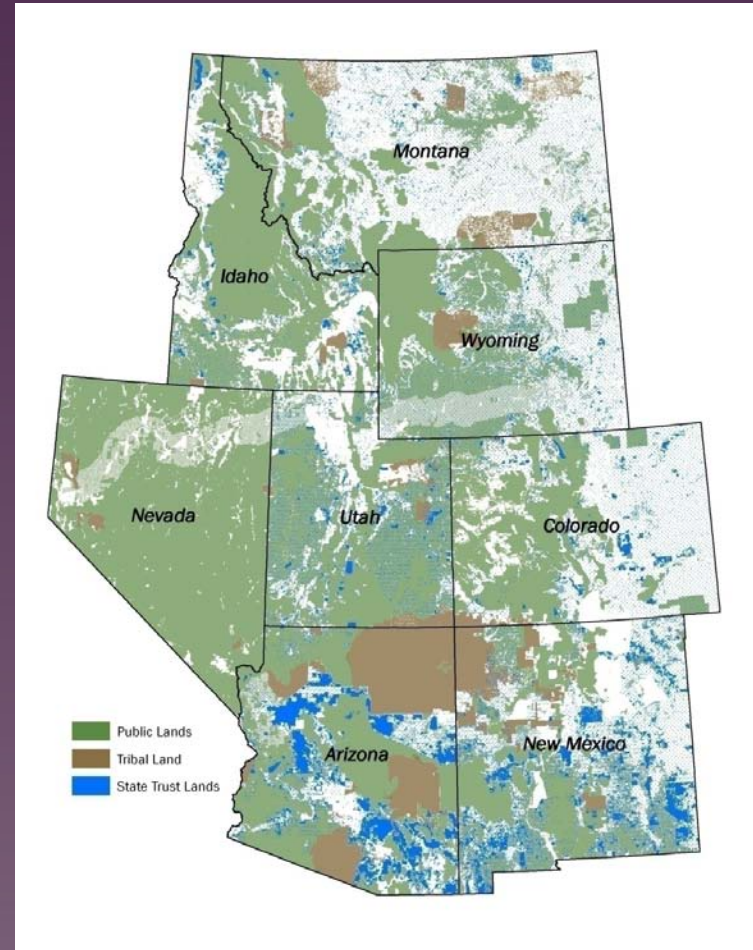 Montana
Idaho
Wyoming
Nevada
Utah
Colorado
Public Lands
Tribal Land
State Trust Lands
Arizona
New Mexico